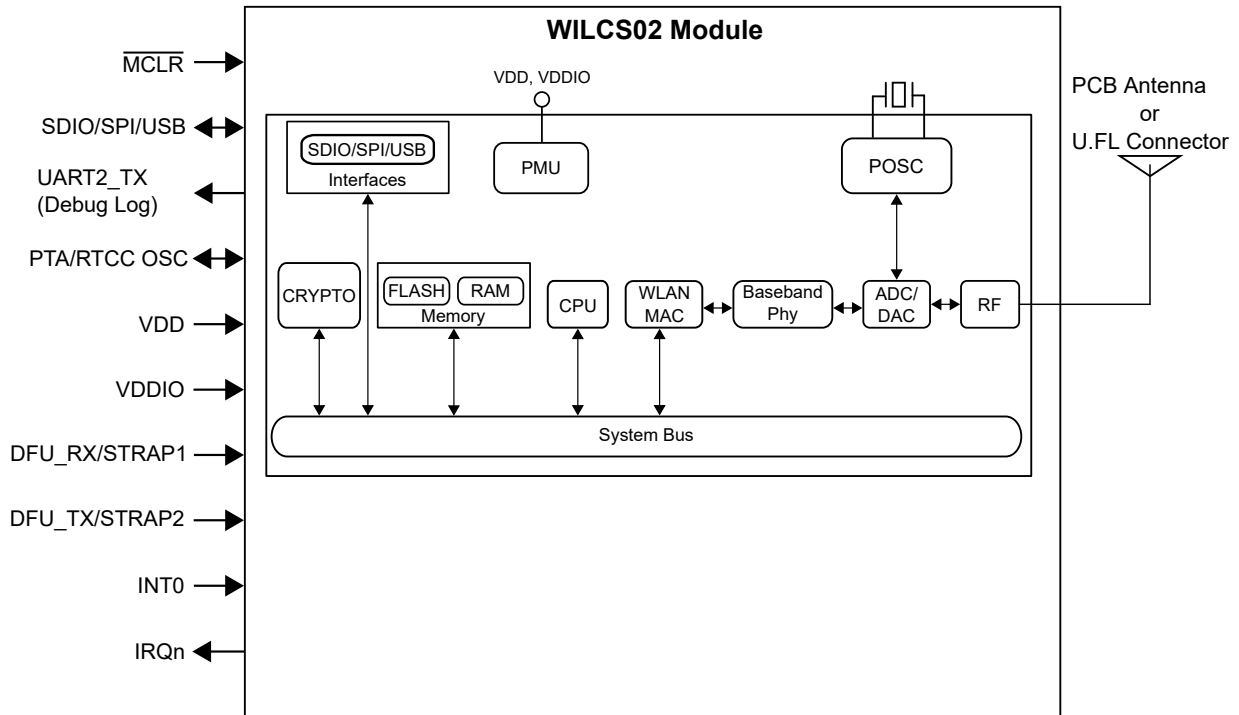 WILCS02 Module
MCLR
SDIO/SPI/USB
UART2_TX
(Debug Log)
PTA/RTCC OSC
VDD
VDDIO
DFU_RX/STRAP1
DFU_TX/STRAP2
INT0
IRQn
VDD, VDDIO
SDIO/SPI/USB
Interfaces
PMU
POSC
CRYPTO
FLASH
RAM
Memory
CPU
WLAN
MAC
Baseband
Phy
ADC/
DAC
RF
System Bus
PCB Antenna
or
U.FL Connector